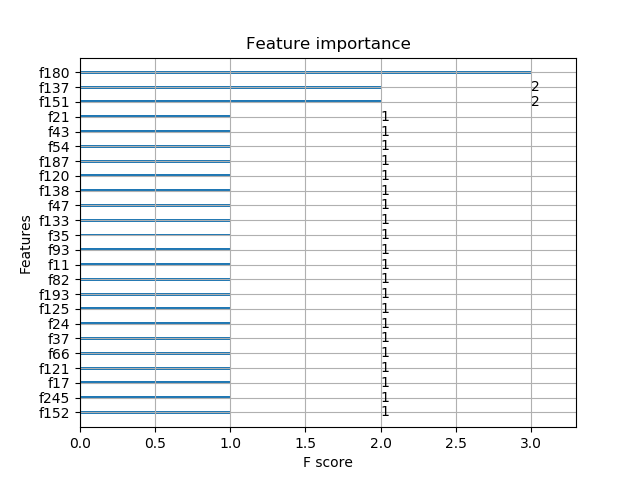 Feature importance
f180
f137 2
f151 2
f21 1
f43 1
f54 1
f187 1
f120 1
f138 1
f47 1
f133 1
f35 1
f93 1
f11 1
f82 1
f193 1
f125 1
f24 1
f37 1
f66 1
f121 1
f17 1
f245 1
f152 1
Features
0.0 0.5 1.0 1.5 2.0 2.5 3.0
F score